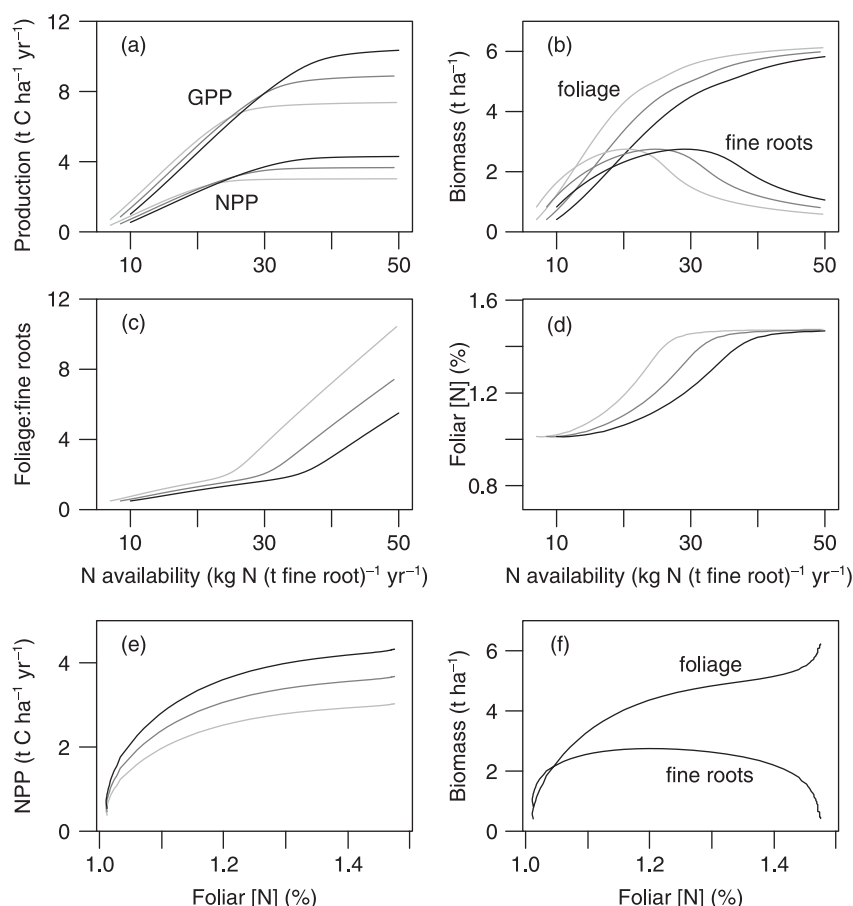 Production (t C ha⁻¹ yr⁻¹)
12
8
4
0
(a)
GPP
NPP
10 30 50
Biomass (t ha⁻¹)
6
4
2
0
(b)
foliage
fine roots
10 30 50
Foliage:fine roots
12
8
4
0
(c)
10 30 50
N availability (kg N (t fine root)⁻¹ yr⁻¹)
Foliar [N] (%)
1.6
1.2
0.8
(d)
10 30 50
N availability (kg N (t fine root)⁻¹ yr⁻¹)
NPP (t C ha⁻¹ yr⁻¹)
4
2
0
(e)
1.0 1.2 1.4
Foliar [N] (%)
Biomass (t ha⁻¹)
6
4
2
0
(f)
foliage
fine roots
1.0 1.2 1.4
Foliar [N] (%)